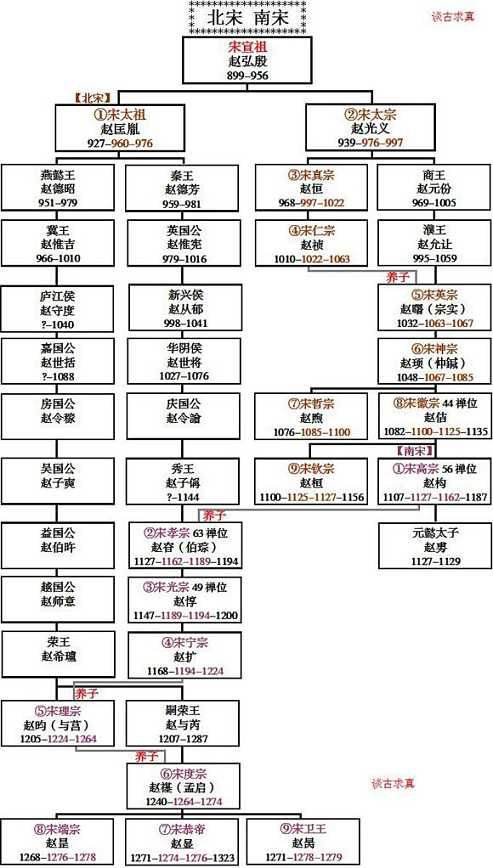 北宋 南宋
谈古求真
宋宣祖
赵弘殷
899–956
【北宋】
①宋太祖
赵匡胤
927–960–976
②宋太宗
赵光义
939–976–997
燕懿王
赵德昭
951–979
秦王
赵德芳
959–981
③宋真宗
赵恒
968–997–1022
商王
赵元份
969–1005
冀王
赵惟吉
966–1010
英国公
赵惟宪
979–1016
④宋仁宗
赵祯
1010–1022–1063
濮王
赵允让
995–1059
养子
庐江侯
赵守度
?–1040
新兴侯
赵从郁
998–1041
⑤宋英宗
赵曙（宗实）
1032–1063–1067
嘉国公
赵世括
?–1088
华阴侯
赵世将
1027–1076
⑥宋神宗
赵顼（仲鍼）
1048–1067–1085
房国公
赵令稼
庆国公
赵令譮
⑦宋哲宗
赵煦
1076–1085–1100
⑧宋徽宗 44 禅位
赵佶
1082–1100–1125–1135
【南宋】
吴国公
赵子奭
秀王
赵子偁
?–1144
⑨宋钦宗
赵桓
1100–1125–1127–1156
①宋高宗 56 禅位
赵构
1107–1127–1162–1187
养子
益国公
赵伯旿
②宋孝宗 63 禅位
赵昚（伯琮）
1127–1162–1189–1194
元懿太子
赵旉
1127–1129
越国公
赵师意
③宋光宗 49 禅位
赵惇
1147–1189–1194–1200
荣王
赵希瓐
④宋宁宗
赵扩
1168–1194–1224
养子
⑤宋理宗
赵昀（与莒）
1205–1224–1264
嗣荣王
赵与芮
1207–1287
养子
⑥宋度宗
赵禥（孟启）
1240–1264–1274
谈古求真
⑧宋端宗
赵昰
1268–1276–1278
⑦宋恭帝
赵㬎
1271–1274–1276–1323
⑨宋卫王
赵昺
1271–1278–1279